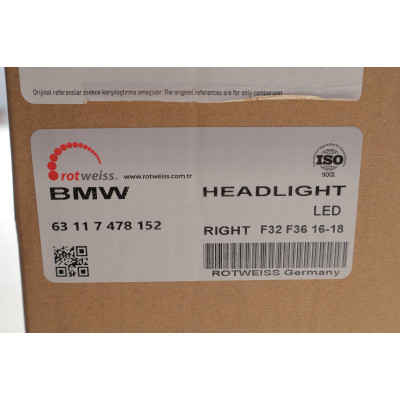 Orijinal referanslar sadece karşılaştırma amaçlıdır. The original references are for only comparison.
rotweiss®
www.rotweiss.com.tr
ISO
9001
BMW
HEADLIGHT
LED
63 11 7 478 152
RIGHT F32 F36 16-18
ROTWEISS Germany